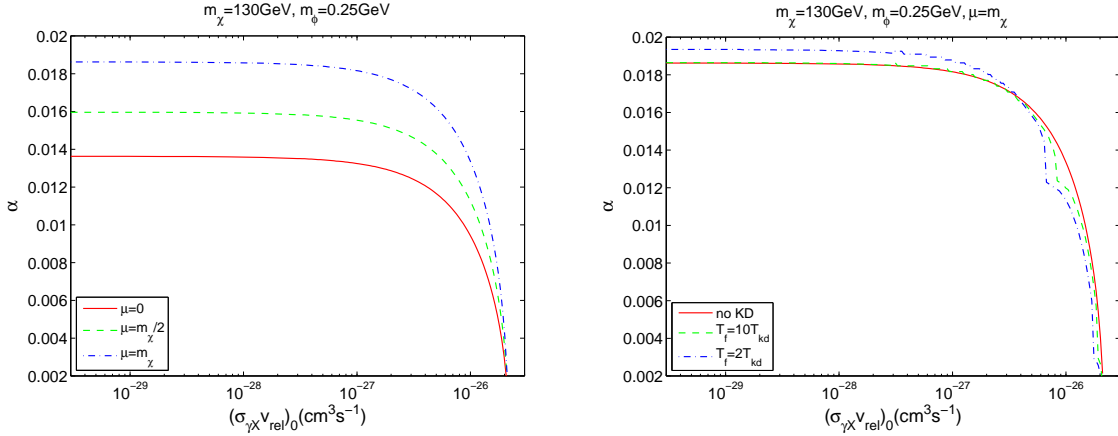 m_χ=130GeV, m_ϕ=0.25GeV
0.02
0.018
0.016
0.014
0.012
0.01
0.008
0.006
0.004
0.002
α
μ=0
μ=m_χ/2
μ=m_χ
10^−29
10^−28
10^−27
10^−26
(σ_γX v_rel)_0(cm^3s^−1)
m_χ=130GeV, m_ϕ=0.25GeV, μ=m_χ
0.02
0.018
0.016
0.014
0.012
0.01
0.008
0.006
0.004
0.002
α
no KD
T_f=10T_kd
T_f=2T_kd
10^−29
10^−28
10^−27
10^−26
(σ_γX v_rel)_0(cm^3s^−1)